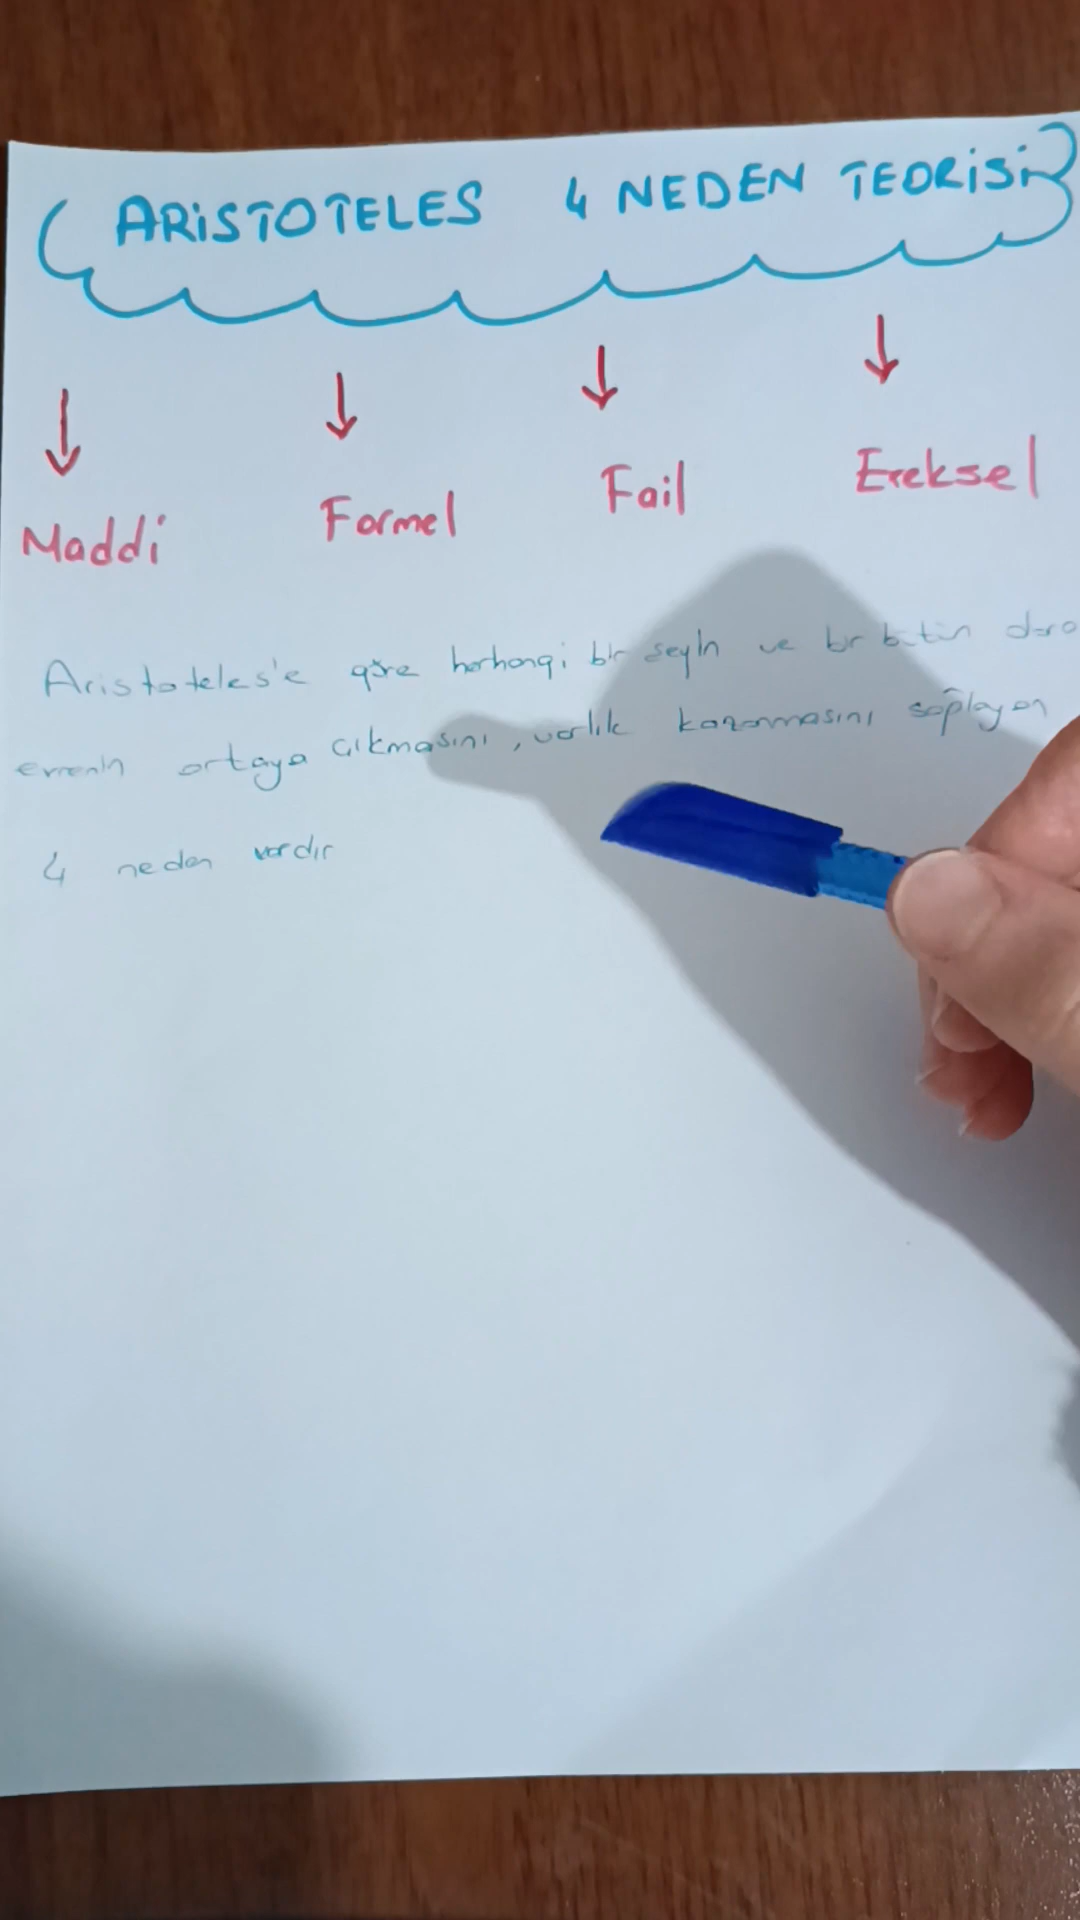 ARİSTOTELES 4 NEDEN TEORİSİ
Maddi Formel Fail Ereksel
Aristoteles'e göre herhangi bir şeyin ve bir bütün olara
evrenin ortaya çıkmasını, varlık kazanmasını sağlayan
4 neden vardır